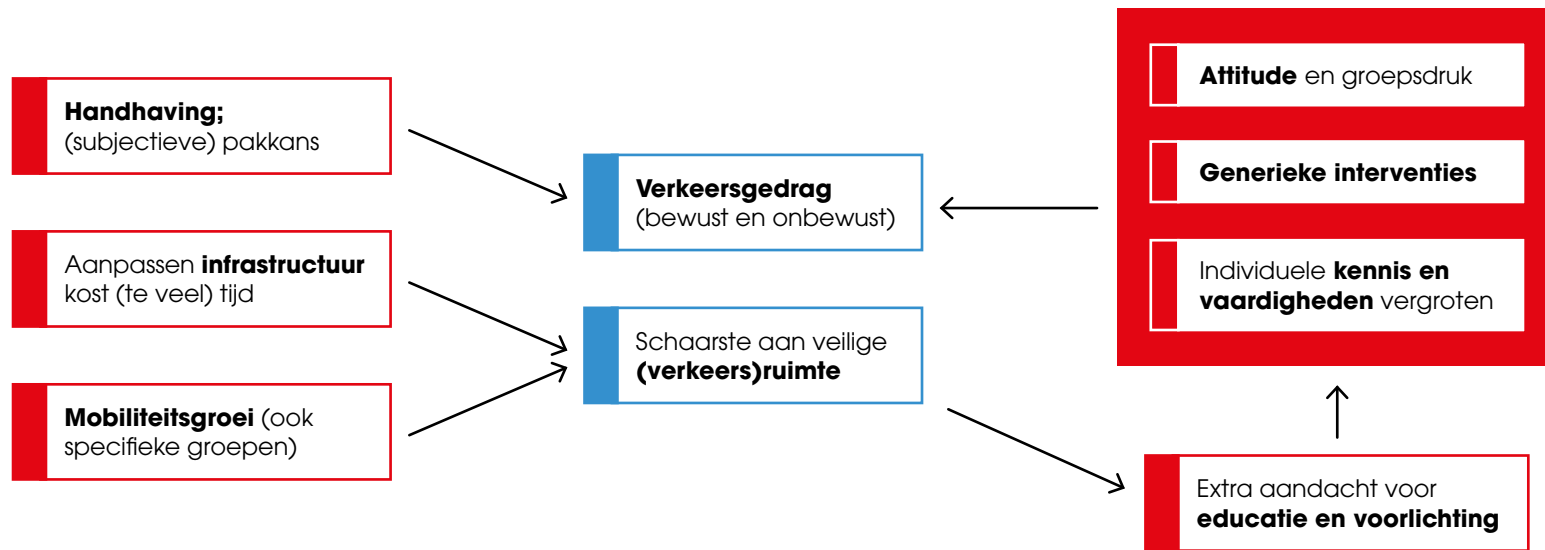 Handhaving;
(subjectieve) pakkans
Aanpassen infrastructuur
kost (te veel) tijd
Mobiliteitsgroei (ook
specifieke groepen)
Verkeersgedrag
(bewust en onbewust)
Schaarste aan veilige
(verkeers)ruimte
Attitude en groepsdruk
Generieke interventies
Individuele kennis en
vaardigheden vergroten
Extra aandacht voor
educatie en voorlichting